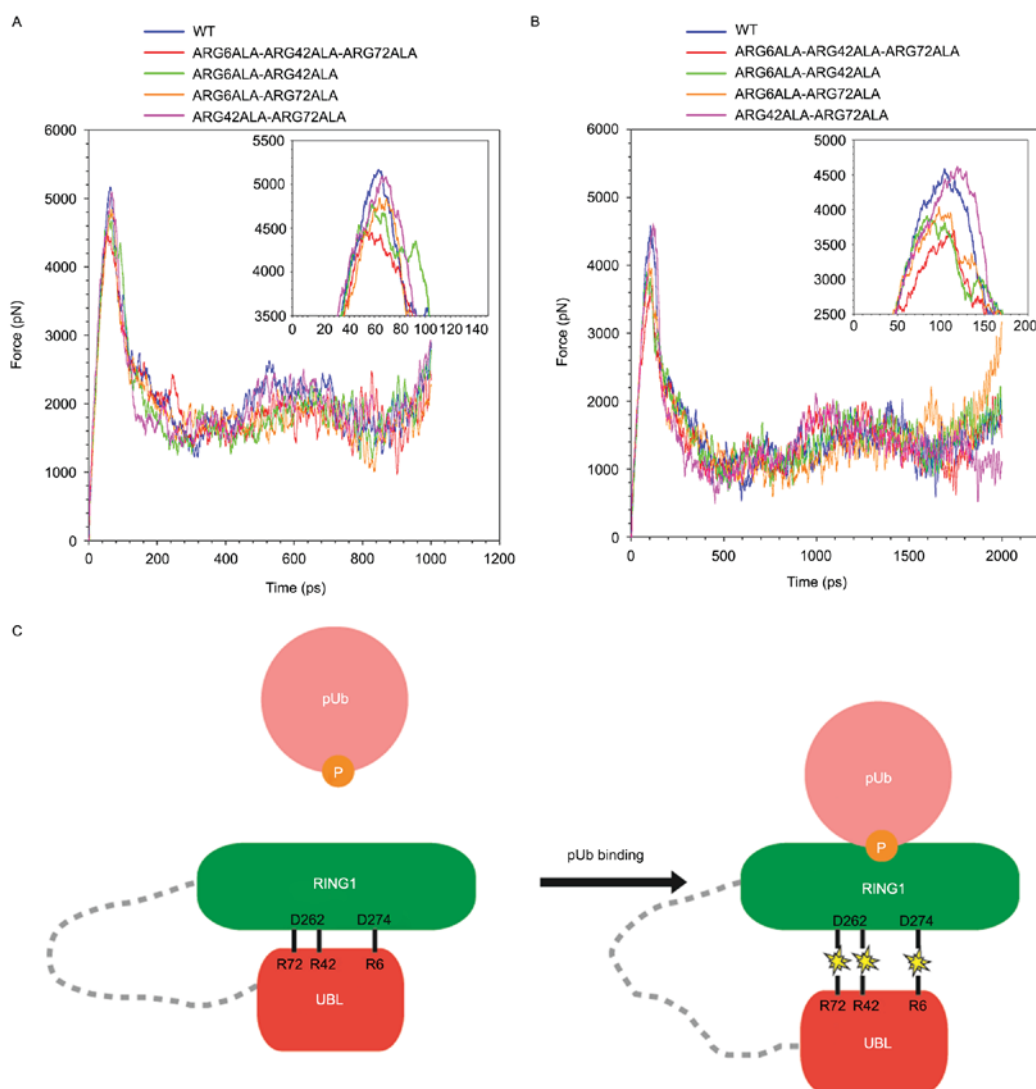 A
WT
ARG6ALA-ARG42ALA-ARG72ALA
ARG6ALA-ARG42ALA
ARG6ALA-ARG72ALA
ARG42ALA-ARG72ALA
6000
5000
4000
3000
2000
1000
0
Force (pN)
0 200 400 600 800 1000 1200
Time (ps)
5500
5000
4500
4000
3500
0 20 40 60 80 100 120 140
B
WT
ARG6ALA-ARG42ALA-ARG72ALA
ARG6ALA-ARG42ALA
ARG6ALA-ARG72ALA
ARG42ALA-ARG72ALA
6000
5000
4000
3000
2000
1000
0
Force (pN)
0 500 1000 1500 2000
Time (ps)
5000
4500
4000
3500
3000
2500
0 50 100 150 200
C
pUb
P
RING1
D262 D274
R72 R42 R6
UBL
pUb binding
pUb
P
RING1
D262 D274
R72 R42 R6
UBL